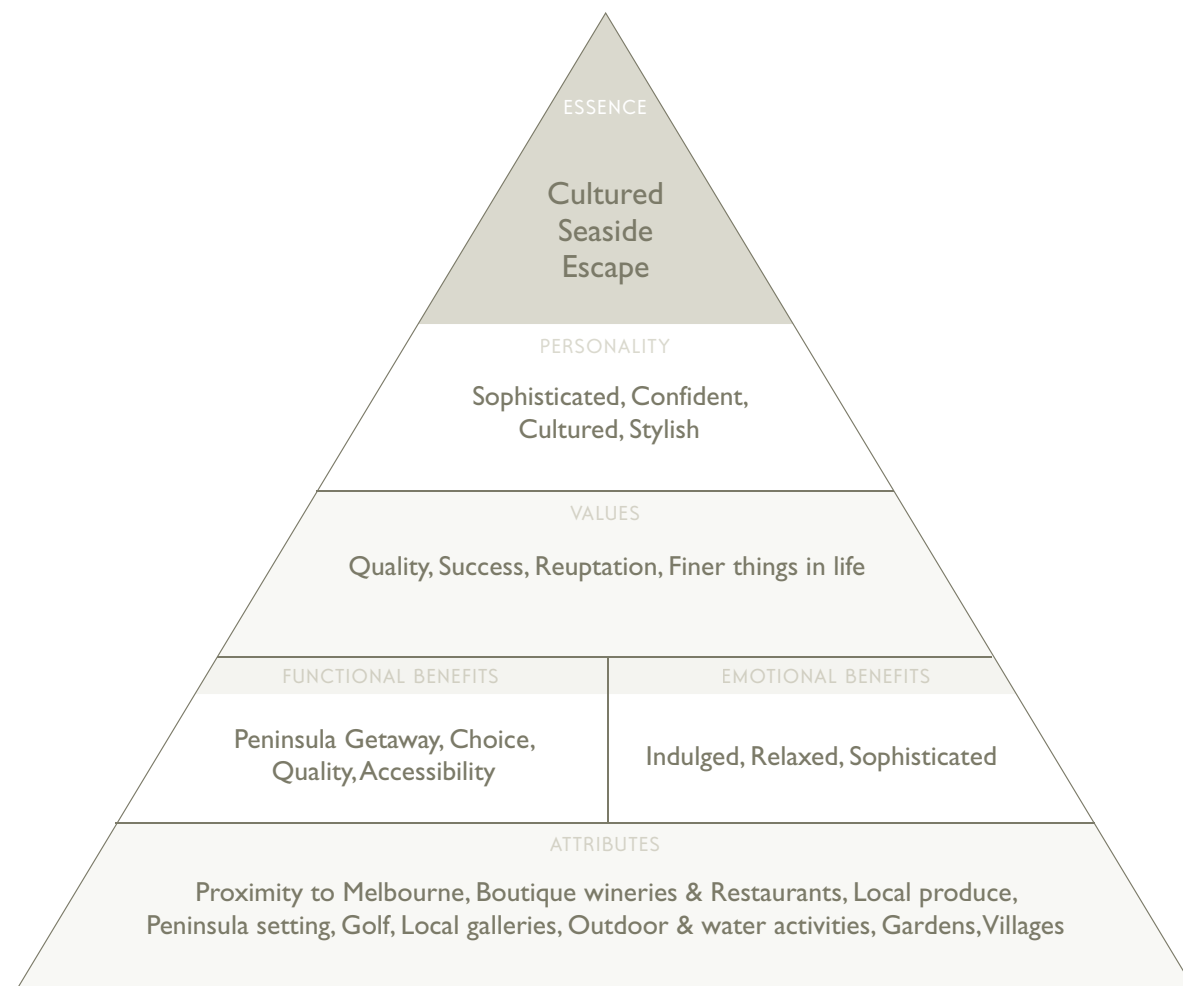 ESSENCE
Cultured
Seaside
Escape
PERSONALITY
Sophisticated, Confident,
Cultured, Stylish
VALUES
Quality, Success, Reuptation, Finer things in life
FUNCTIONAL BENEFITS
Peninsula Getaway, Choice,
Quality, Accessibility
EMOTIONAL BENEFITS
Indulged, Relaxed, Sophisticated
ATTRIBUTES
Proximity to Melbourne, Boutique wineries & Restaurants, Local produce,
Peninsula setting, Golf, Local galleries, Outdoor & water activities, Gardens, Villages